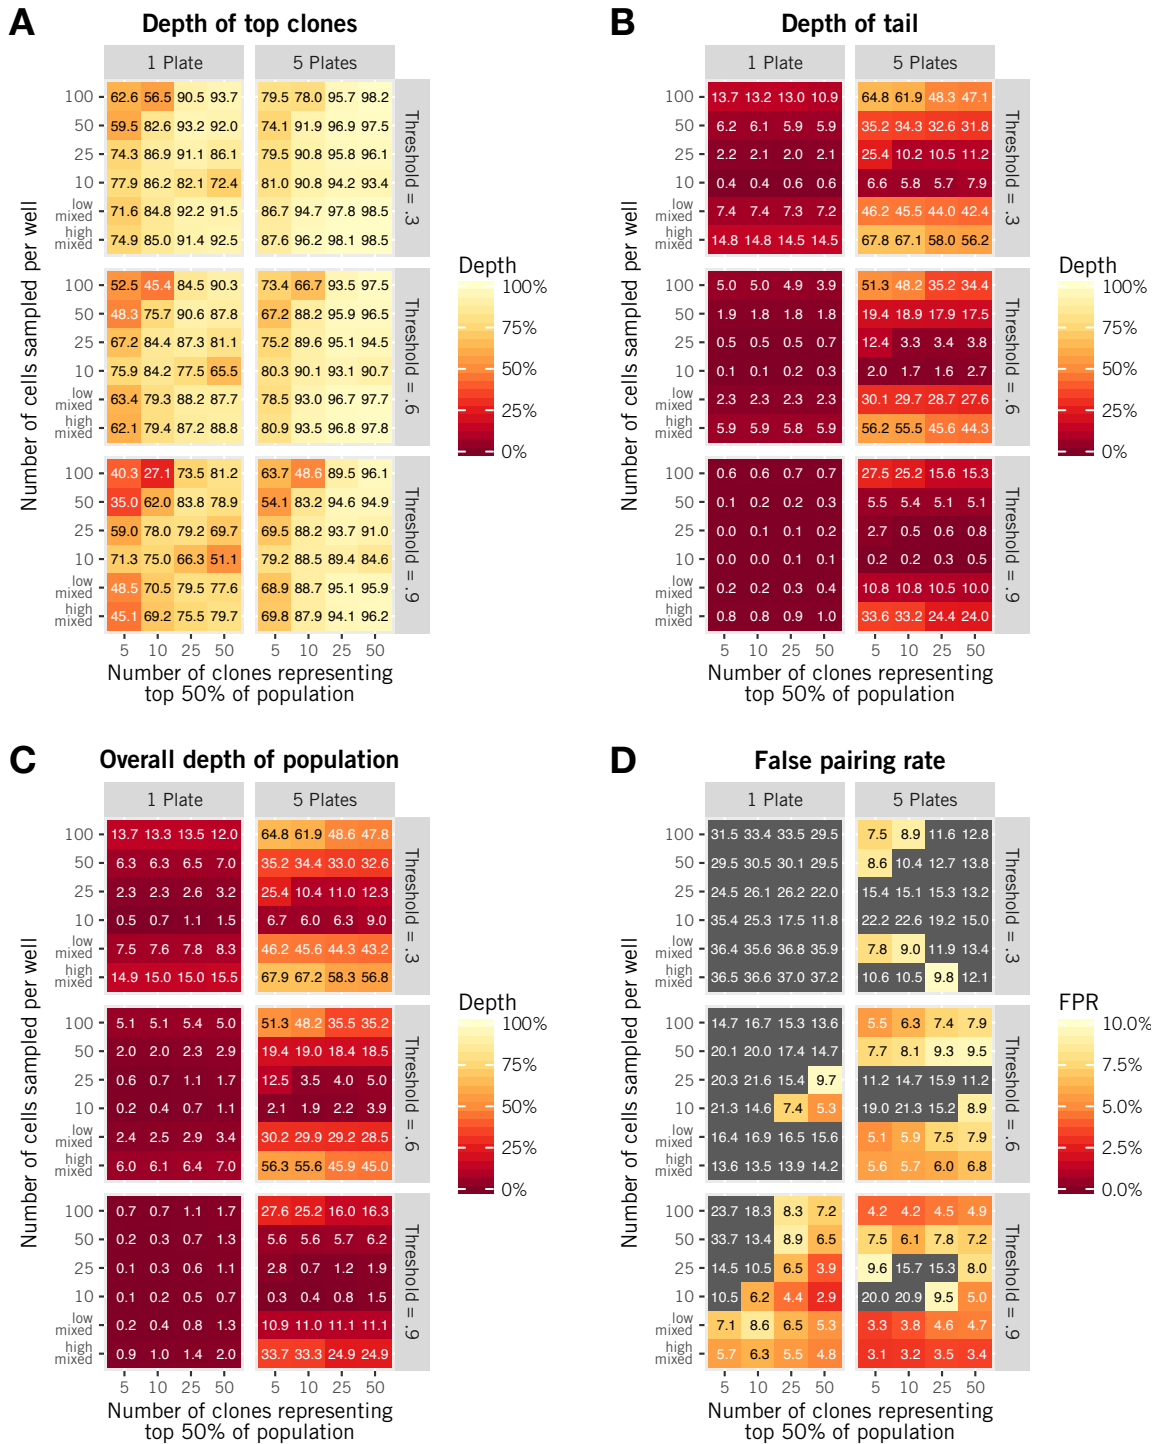 A
Depth of top clones
1 Plate
5 Plates
Number of cells sampled per well
100
62.6 56.5 90.5 93.7
79.5 78.0 95.7 98.2
50
59.5 82.6 93.2 92.0
74.1 91.9 96.9 97.5
25
74.3 86.9 91.1 86.1
79.5 90.8 95.8 96.1
10
77.9 86.2 82.1 72.4
81.0 90.8 94.2 93.4
low
mixed
71.6 84.8 92.2 91.5
86.7 94.7 97.8 98.5
high
mixed
74.9 85.0 91.4 92.5
87.6 96.2 98.1 98.5
Threshold = .3
100
52.5 45.4 84.5 90.3
73.4 66.7 93.5 97.5
50
48.3 75.7 90.6 87.8
67.2 88.2 95.9 96.5
25
67.2 84.4 87.3 81.1
75.2 89.6 95.1 94.5
10
75.9 84.2 77.5 65.5
80.3 90.1 93.1 90.7
low
mixed
63.4 79.3 88.2 87.7
78.5 93.0 96.7 97.7
high
mixed
62.1 79.4 87.2 88.8
80.9 93.5 96.8 97.8
Threshold = .6
100
40.3 27.1 73.5 81.2
63.7 48.6 89.5 96.1
50
35.0 62.0 83.8 78.9
54.1 83.2 94.6 94.9
25
59.0 78.0 79.2 69.7
69.5 88.2 93.7 91.0
10
71.3 75.0 66.3 51.1
79.2 88.5 89.4 84.6
low
mixed
48.5 70.5 79.5 77.6
68.9 88.7 95.1 95.9
high
mixed
45.1 69.2 75.5 79.7
69.8 87.9 94.1 96.2
Threshold = .9
5 10 25 50
5 10 25 50
Number of clones representing
top 50% of population
Depth
100%
75%
50%
25%
0%
B
Depth of tail
1 Plate
5 Plates
Number of cells sampled per well
100
13.7 13.2 13.0 10.9
64.8 61.9 48.3 47.1
50
6.2 6.1 5.9 5.9
35.2 34.3 32.6 31.8
25
2.2 2.1 2.0 2.1
25.4 10.2 10.5 11.2
10
0.4 0.4 0.6 0.6
6.6 5.8 5.7 7.9
low
mixed
7.4 7.4 7.3 7.2
46.2 45.5 44.0 42.4
high
mixed
14.8 14.8 14.5 14.5
67.8 67.1 58.0 56.2
Threshold = .3
100
5.0 5.0 4.9 3.9
51.3 48.2 35.2 34.4
50
1.9 1.8 1.8 1.8
19.4 18.9 17.9 17.5
25
0.5 0.5 0.5 0.7
12.4 3.3 3.4 3.8
10
0.1 0.1 0.2 0.3
2.0 1.7 1.6 2.7
low
mixed
2.3 2.3 2.3 2.3
30.1 29.7 28.7 27.6
high
mixed
5.9 5.9 5.8 5.9
56.2 55.5 45.6 44.3
Threshold = .6
100
0.6 0.6 0.7 0.7
27.5 25.2 15.6 15.3
50
0.1 0.2 0.2 0.3
5.5 5.4 5.1 5.1
25
0.0 0.1 0.1 0.2
2.7 0.5 0.6 0.8
10
0.0 0.0 0.1 0.1
0.2 0.2 0.3 0.5
low
mixed
0.2 0.2 0.3 0.4
10.8 10.8 10.5 10.0
high
mixed
0.8 0.8 0.9 1.0
33.6 33.2 24.4 24.0
Threshold = .9
5 10 25 50
5 10 25 50
Number of clones representing
top 50% of population
Depth
100%
75%
50%
25%
0%
C
Overall depth of population
1 Plate
5 Plates
Number of cells sampled per well
100
13.7 13.3 13.5 12.0
64.8 61.9 48.6 47.8
50
6.3 6.3 6.5 7.0
35.2 34.4 33.0 32.6
25
2.3 2.3 2.6 3.2
25.4 10.4 11.0 12.3
10
0.5 0.7 1.1 1.5
6.7 6.0 6.3 9.0
low
mixed
7.5 7.6 7.8 8.3
46.2 45.6 44.3 43.2
high
mixed
14.9 15.0 15.0 15.5
67.9 67.2 58.3 56.8
Threshold = .3
100
5.1 5.1 5.4 5.0
51.3 48.2 35.5 35.2
50
2.0 2.0 2.3 2.9
19.4 19.0 18.4 18.5
25
0.6 0.7 1.1 1.7
12.5 3.5 4.0 5.0
10
0.2 0.4 0.7 1.1
2.1 1.9 2.2 3.9
low
mixed
2.4 2.5 2.9 3.4
30.2 29.9 29.2 28.5
high
mixed
6.0 6.1 6.4 7.0
56.3 55.6 45.9 45.0
Threshold = .6
100
0.7 0.7 1.1 1.7
27.6 25.2 16.0 16.3
50
0.2 0.3 0.7 1.3
5.6 5.6 5.7 6.2
25
0.1 0.3 0.6 1.1
2.8 0.7 1.2 1.9
10
0.1 0.2 0.5 0.7
0.3 0.4 0.8 1.5
low
mixed
0.2 0.4 0.8 1.3
10.9 11.0 11.1 11.1
high
mixed
0.9 1.0 1.4 2.0
33.7 33.3 24.9 24.9
Threshold = .9
5 10 25 50
5 10 25 50
Number of clones representing
top 50% of population
Depth
100%
75%
50%
25%
0%
D
False pairing rate
1 Plate
5 Plates
Number of cells sampled per well
100
31.5 33.4 33.5 29.5
7.5 8.9 11.6 12.8
50
29.5 30.5 30.1 29.5
8.6 10.4 12.7 13.8
25
24.5 26.1 26.2 22.0
15.4 15.1 15.3 13.2
10
35.4 25.3 17.5 11.8
22.2 22.6 19.2 15.0
low
mixed
36.4 35.6 36.8 35.9
7.8 9.0 11.9 13.4
high
mixed
36.5 36.6 37.0 37.2
10.6 10.5 9.8 12.1
Threshold = .3
100
14.7 16.7 15.3 13.6
5.5 6.3 7.4 7.9
50
20.1 20.0 17.4 14.7
7.7 8.1 9.3 9.5
25
20.3 21.6 15.4 9.7
11.2 14.7 15.9 11.2
10
21.3 14.6 7.4 5.3
19.0 21.3 15.2 8.9
low
mixed
16.4 16.9 16.5 15.6
5.1 5.9 7.5 7.9
high
mixed
13.6 13.5 13.9 14.2
5.6 5.7 6.0 6.8
Threshold = .6
100
23.7 18.3 8.3 7.2
4.2 4.2 4.5 4.9
50
33.7 13.4 8.9 6.5
7.5 6.1 7.8 7.2
25
14.5 10.5 6.5 3.9
9.6 15.7 15.3 8.0
10
10.5 6.2 4.4 2.9
20.0 20.9 9.5 5.0
low
mixed
7.1 8.6 6.5 5.3
3.3 3.8 4.6 4.7
high
mixed
5.7 6.3 5.5 4.8
3.1 3.2 3.5 3.4
Threshold = .9
5 10 25 50
5 10 25 50
Number of clones representing
top 50% of population
FPR
10.0%
7.5%
5.0%
2.5%
0.0%